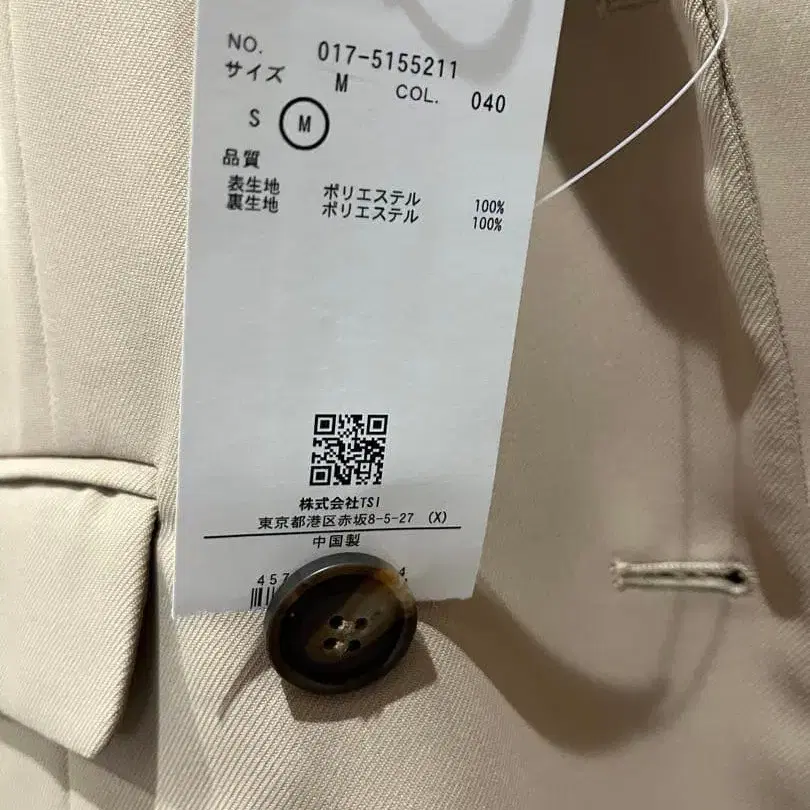 NO. 017-5155211
サイズ M COL. 040
S M
品質
表生地 ポリエステル 100%
裏生地 ポリエステル 100%
株式会社TSI
東京都港区赤坂8-5-27 (X)
中国製
457